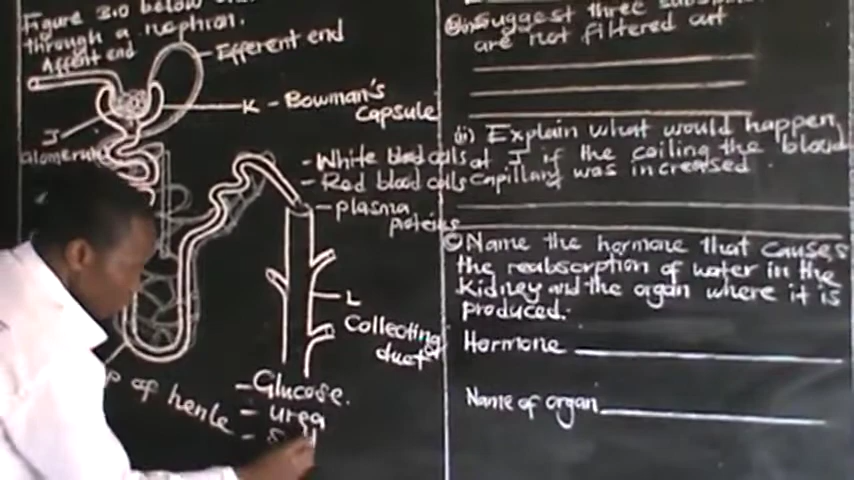 Figure 3.0 below
through a nephron.
Affent end
Efferent end
K - Bowman's
Capsule
J
Glomerulus
- White blood cells
- Red blood cells
- plasma
proteins
L
Collecting
duct
of henle
- Glucose.
- urea
-
Suggest three
are not filtered out
(ii) Explain what would happen,
at J if the coiling the blood
capillary was increased
(c) Name the hormone that causes
the reabsorption of water in the
kidney and the organ where it is
produced.
Hormone
Name of organ